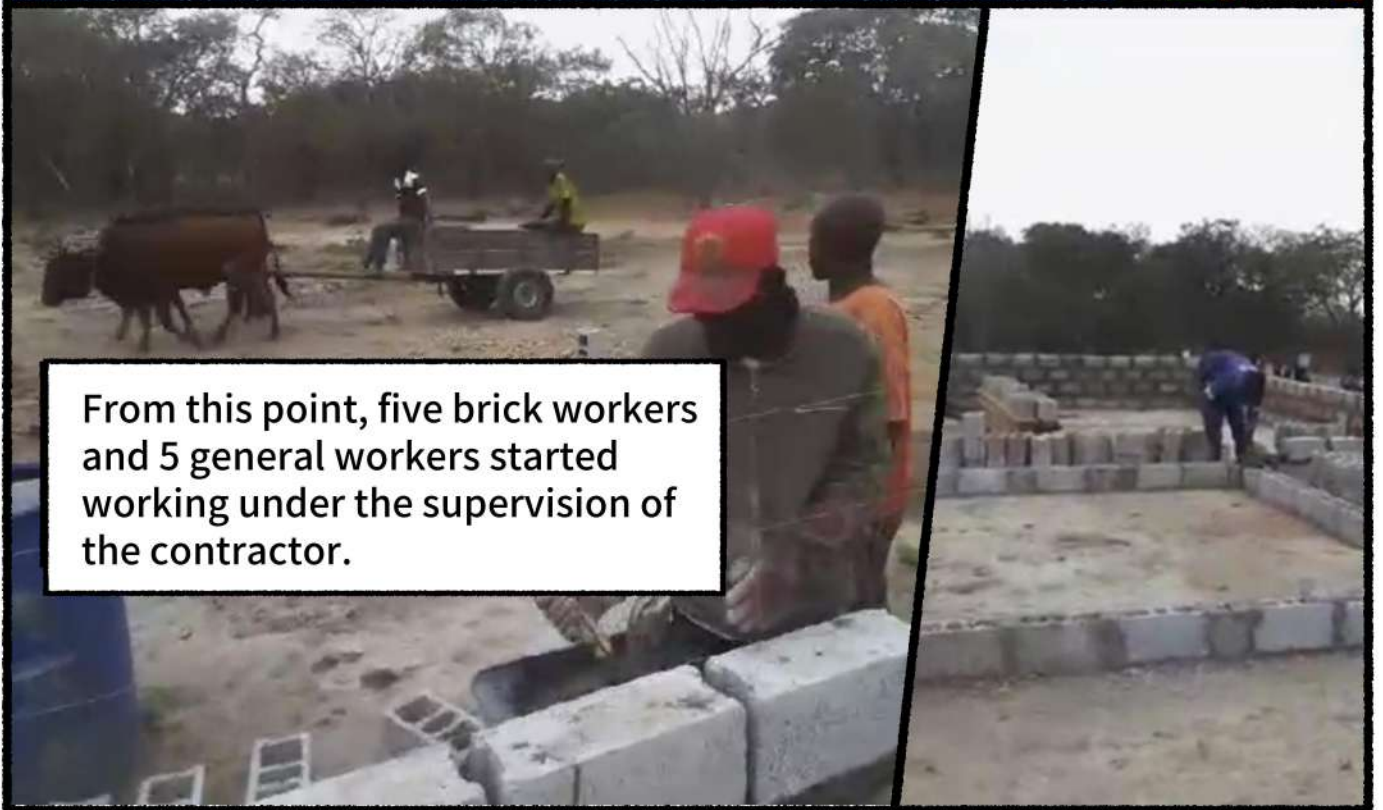 From this point, five brick workers
and 5 general workers started
working under the supervision of
the contractor.